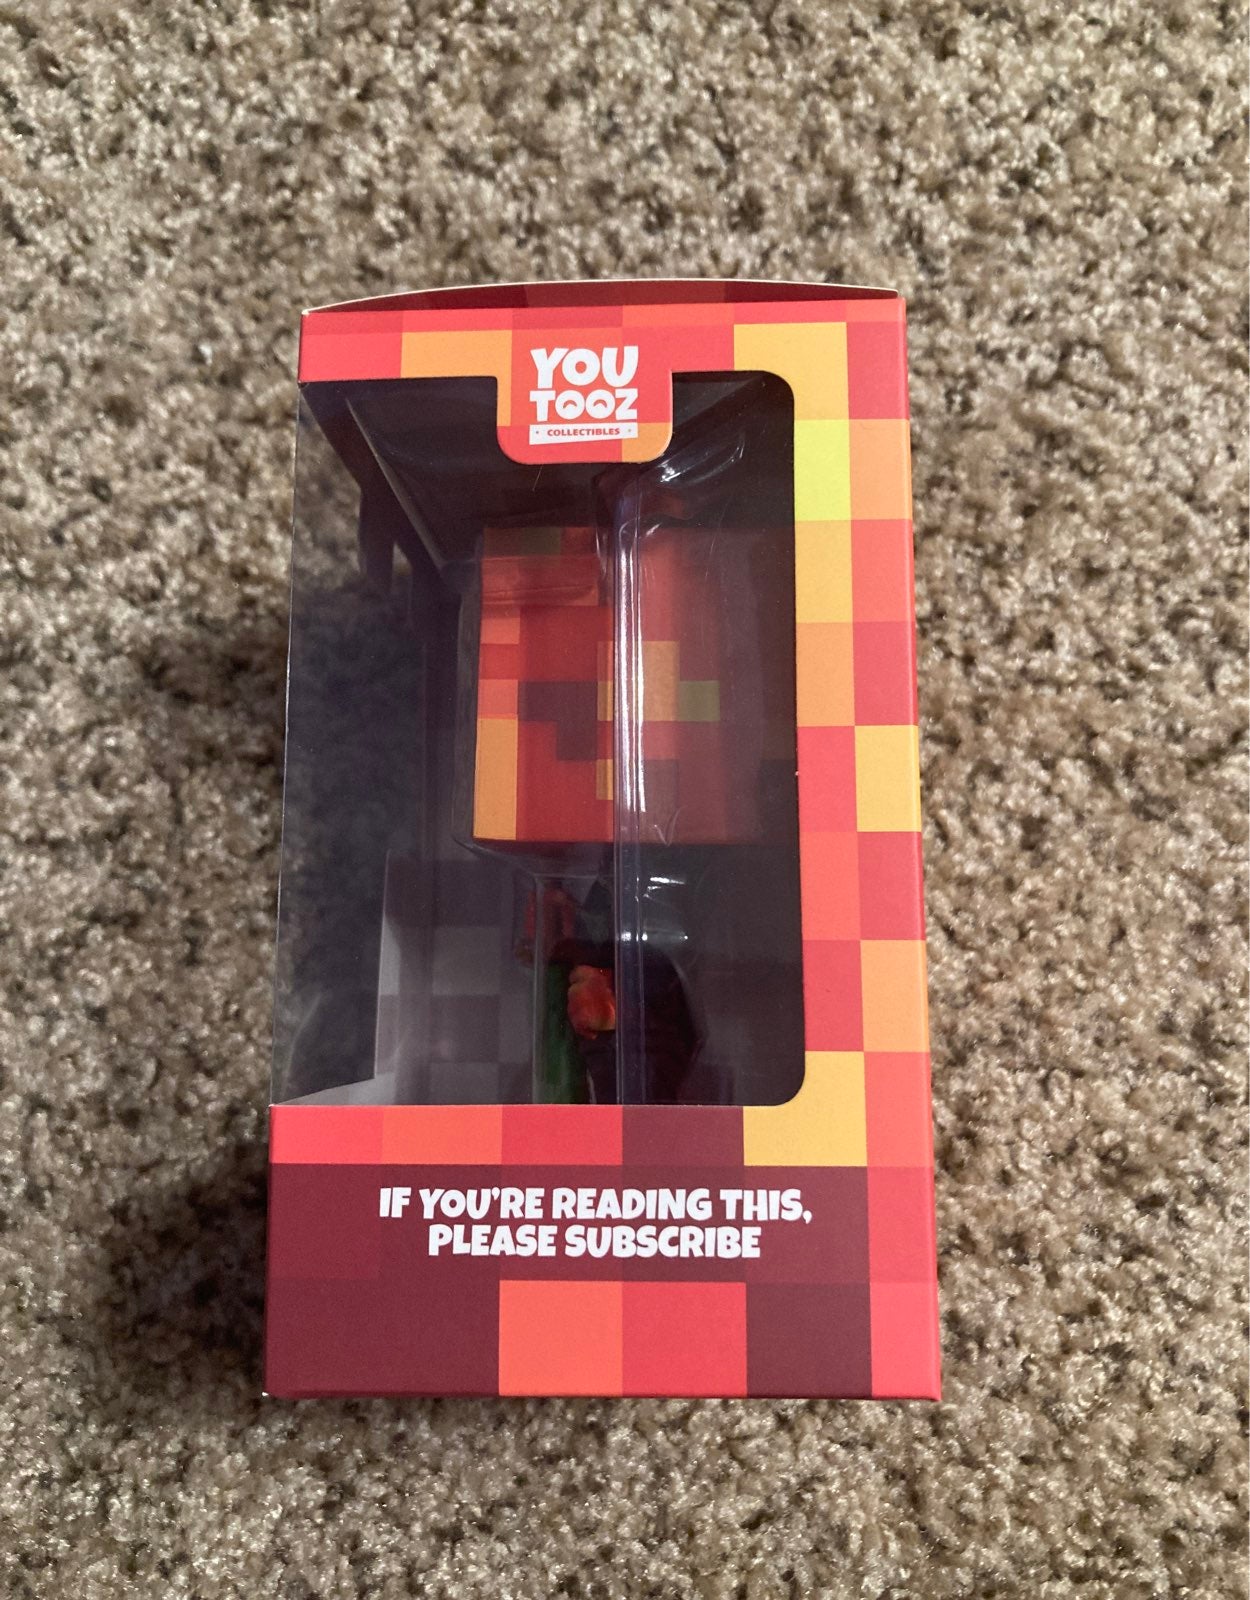 YOU
TOOZ
COLLECTIBLES
IF YOU'RE READING THIS,
PLEASE SUBSCRIBE